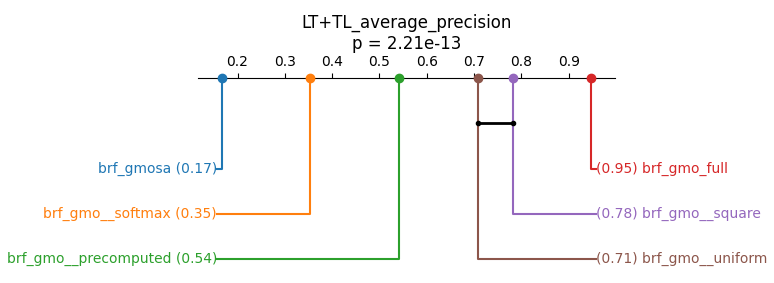 LT+TL_average_precision
p = 2.21e-13
0.2 0.3 0.4 0.5 0.6 0.7 0.8 0.9
brf_gmosa (0.17) (0.95) brf_gmo_full
brf_gmo__softmax (0.35) (0.78) brf_gmo__square
brf_gmo__precomputed (0.54) (0.71) brf_gmo__uniform